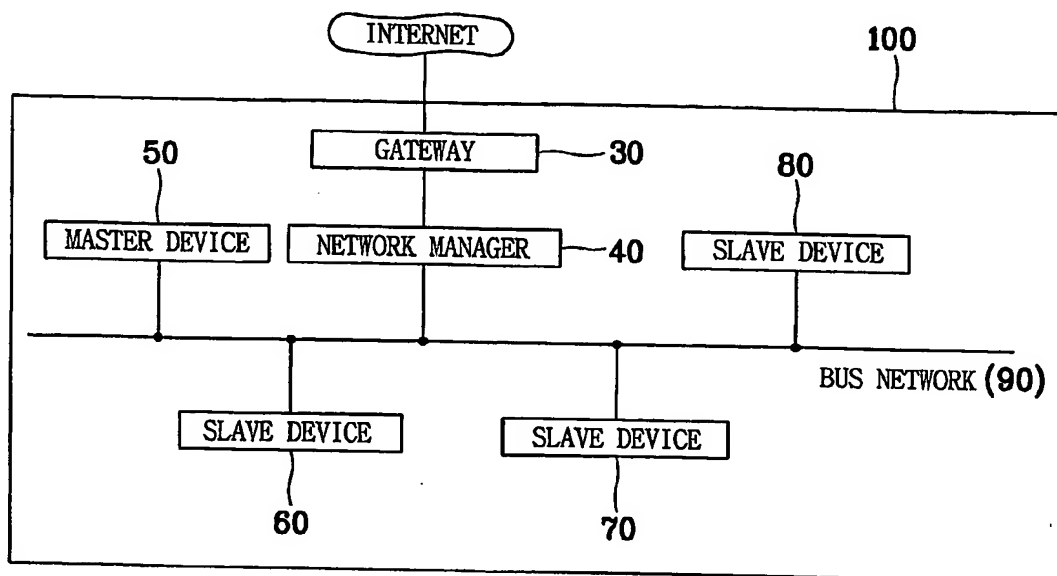 INTERNET
100
GATEWAY
30
50
80
MASTER DEVICE
NETWORK MANAGER
40
SLAVE DEVICE
BUS NETWORK (90)
SLAVE DEVICE
SLAVE DEVICE
60
70